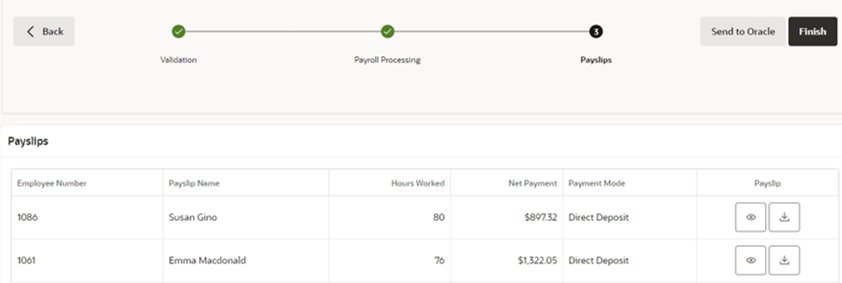 Back
3
Send to Oracle
Finish
Validation
Payroll Processing
Payslips
Payslips
Employee Number Payslip Name Hours Worked Net Payment Payment Mode Payslip
1086 Susan Gino 80 $897.32 Direct Deposit
1061 Emma Macdonald 76 $1,322.05 Direct Deposit